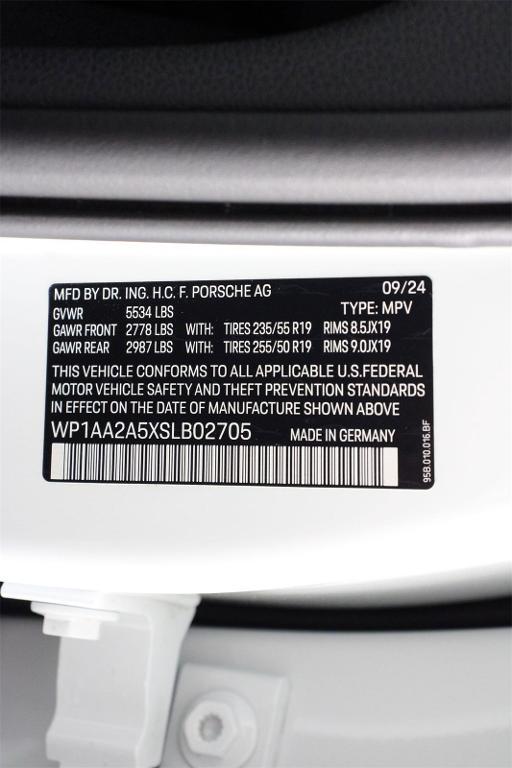 MFD BY DR. ING. H.C. F. PORSCHE AG 09/24
GVWR 5534 LBS TYPE: MPV
GAWR FRONT 2778 LBS WITH: TIRES 235/55 R19 RIMS 8.5JX19
GAWR REAR 2987 LBS WITH: TIRES 255/50 R19 RIMS 9.0JX19
THIS VEHICLE CONFORMS TO ALL APPLICABLE U.S.FEDERAL
MOTOR VEHICLE SAFETY AND THEFT PREVENTION STANDARDS
IN EFFECT ON THE DATE OF MANUFACTURE SHOWN ABOVE
WP1AA2A5XSLB02705 MADE IN GERMANY
95B.010.016.BF